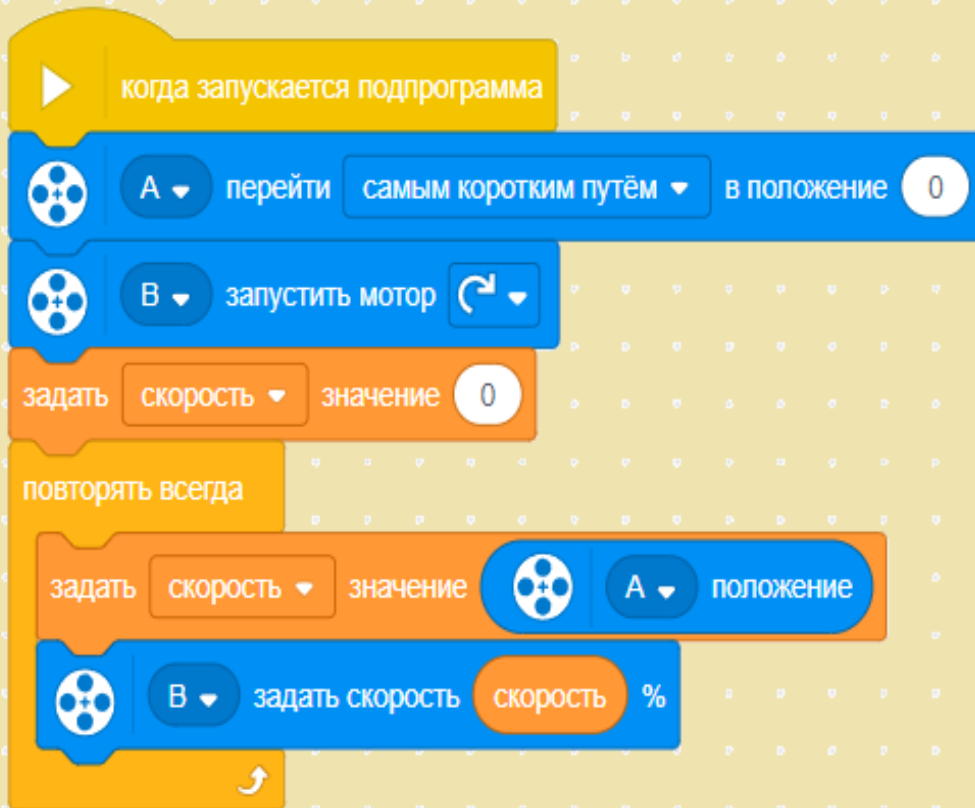 когда запускается подпрограмма
A перейти самым коротким путём в положение 0
B запустить мотор
задать скорость значение 0
повторять всегда
задать скорость значение A положение
B задать скорость скорость %